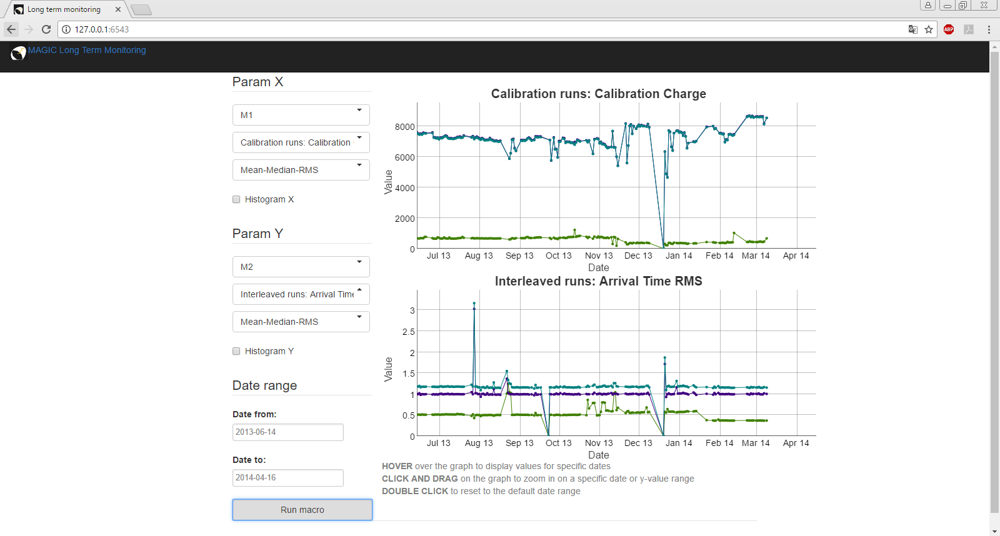 Long term monitoring
127.0.0.1:6543
ABP
MAGIC Long Term Monitoring
Param X
M1
Calibration runs: Calibration
Mean-Median-RMS
Histogram X
Param Y
M2
Interleaved runs: Arrival Time
Mean-Median-RMS
Histogram Y
Date range
Date from:
2013-06-14
Date to:
2014-04-16
Run macro
Calibration runs: Calibration Charge
Value
8000
6000
4000
2000
0
Jul 13 Aug 13 Sep 13 Oct 13 Nov 13 Dec 13 Jan 14 Feb 14 Mar 14 Apr 14
Date
Interleaved runs: Arrival Time RMS
Value
3
2.5
2
1.5
1
0.5
0
Jul 13 Aug 13 Sep 13 Oct 13 Nov 13 Dec 13 Jan 14 Feb 14 Mar 14 Apr 14
Date
HOVER over the graph to display values for specific dates
CLICK AND DRAG on the graph to zoom in on a specific date or y-value range
DOUBLE CLICK to reset to the default date range